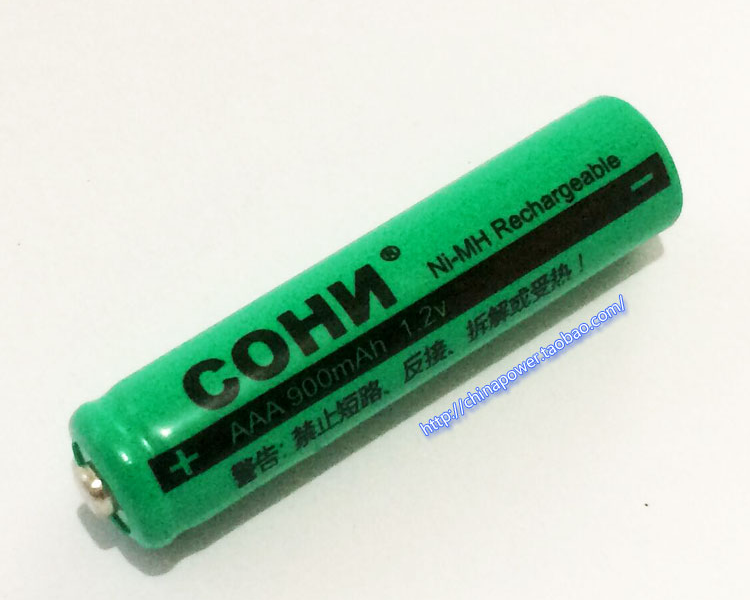 COHИ®
Ni-MH Rechargeable
+ AAA 900mAh 1.2v −
警告: 禁止短路、反接、拆解或受热!
http://chinapower.taobao.com/